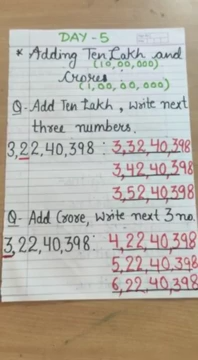 DAY-5
* Adding Ten Lakh and
(10,00,000)
Crores.
(1,00,00,000)
Q- Add Ten Lakh, write next
three numbers.
3,22,40,398 : 3,32,40,398
3,42,40,398
3,52,40,398
Q- Add Crore, write next 3 no.
3,22,40,398: 4,22,40,398
5,22,40,398
6,22,40,398